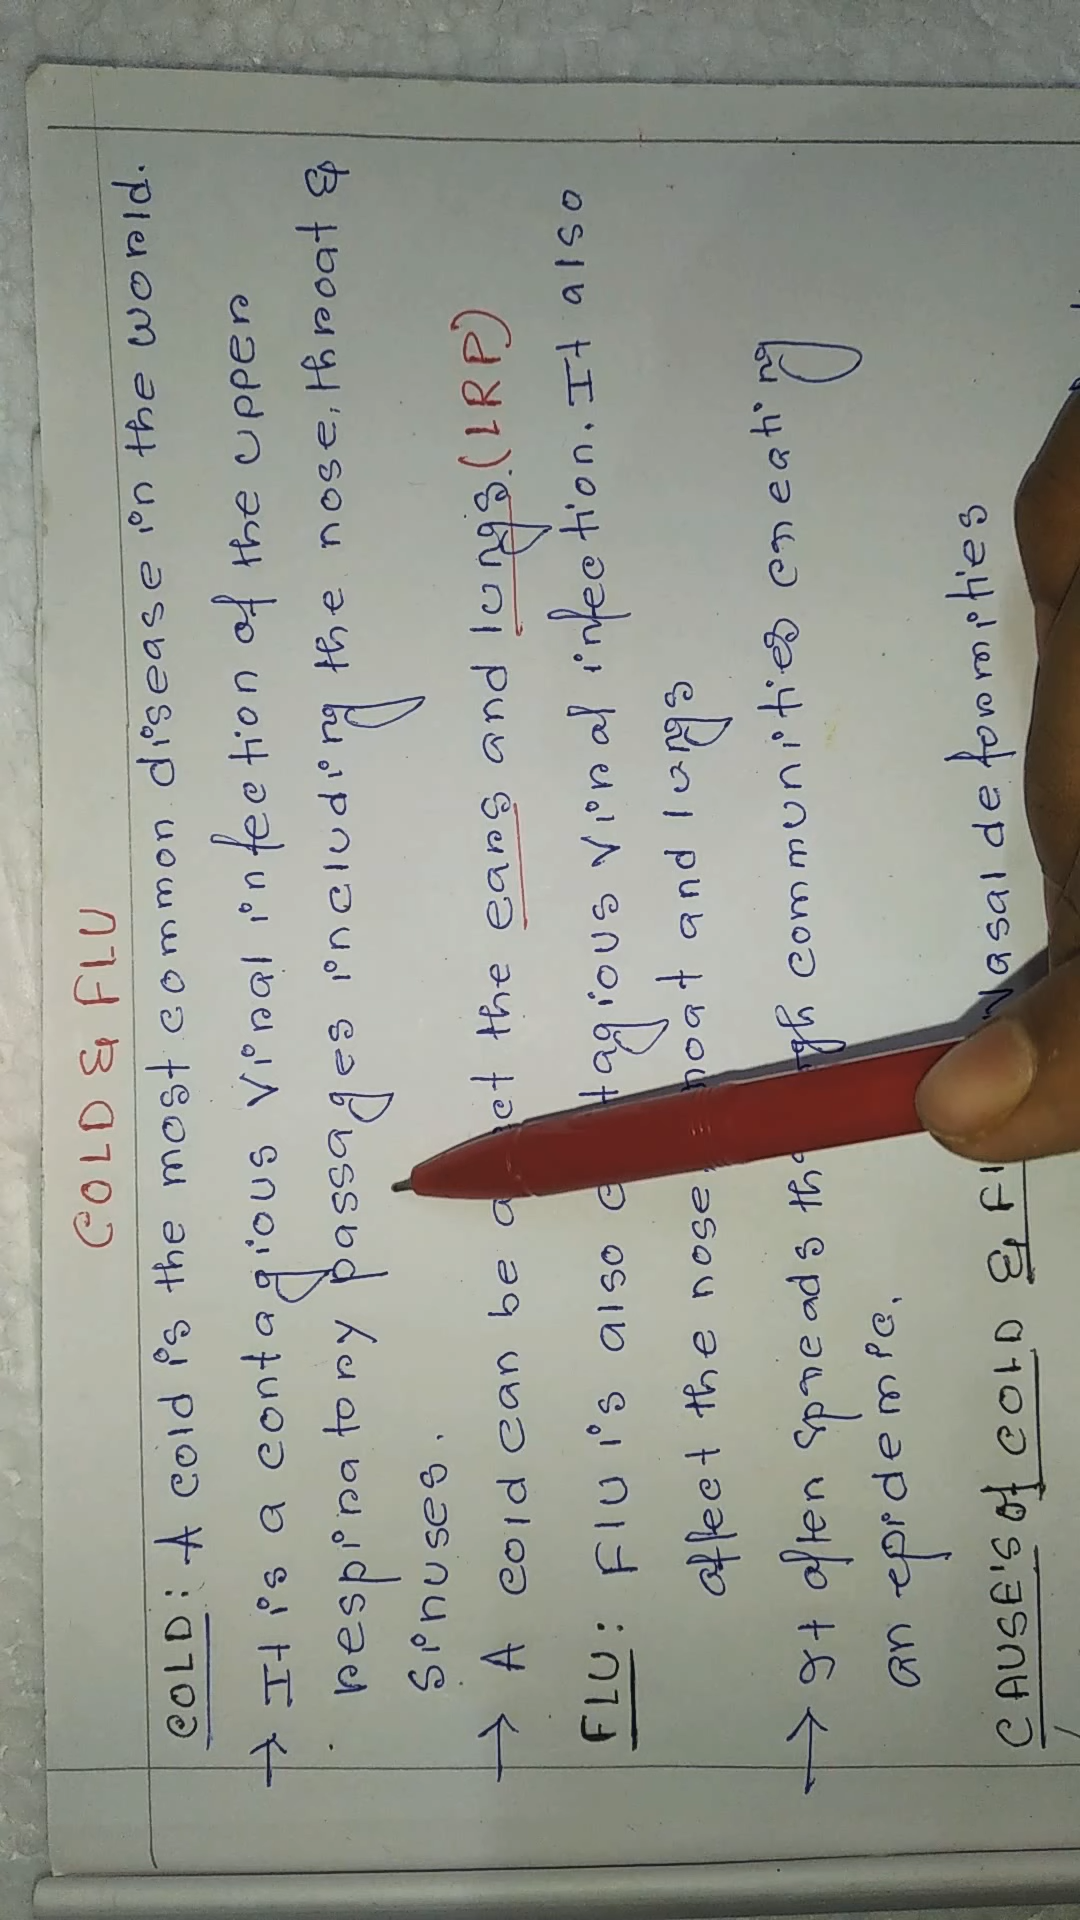 COLD & FLU
COLD: A cold is the most common disease in the world.
→ It is a contagious viral infection of the upper
respiratory passages including the nose, throat &
sinuses.
→ A cold can be the ears and lungs. (LRP)
FLU: Flu is also viral infection. It also
affect the nose, and lungs
→ It often spreads communities creating
an epidemic.
CAUSES of COLD & Nasal deformities